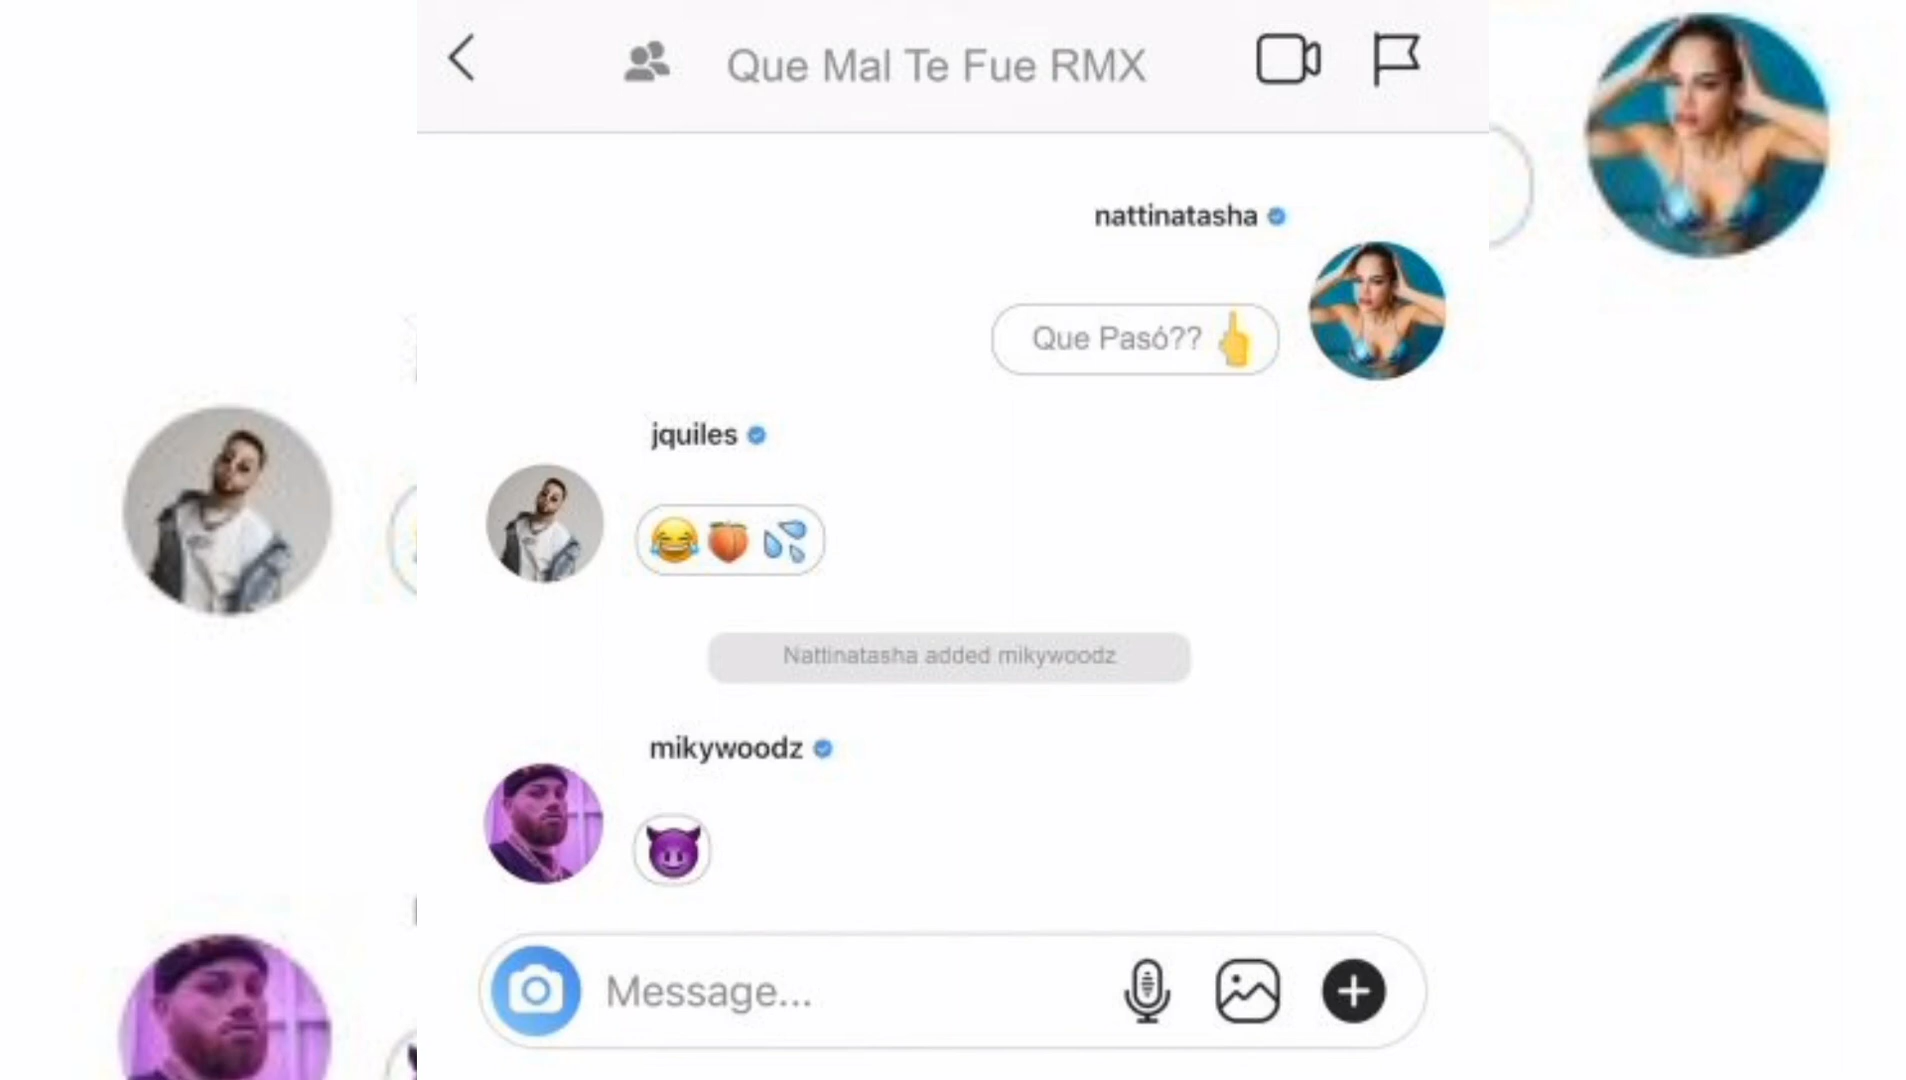 Que Mal Te Fue RMX
nattinatasha
Que Pasó??
jquiles
Nattinatasha added mikywoodz
mikywoodz
Message...